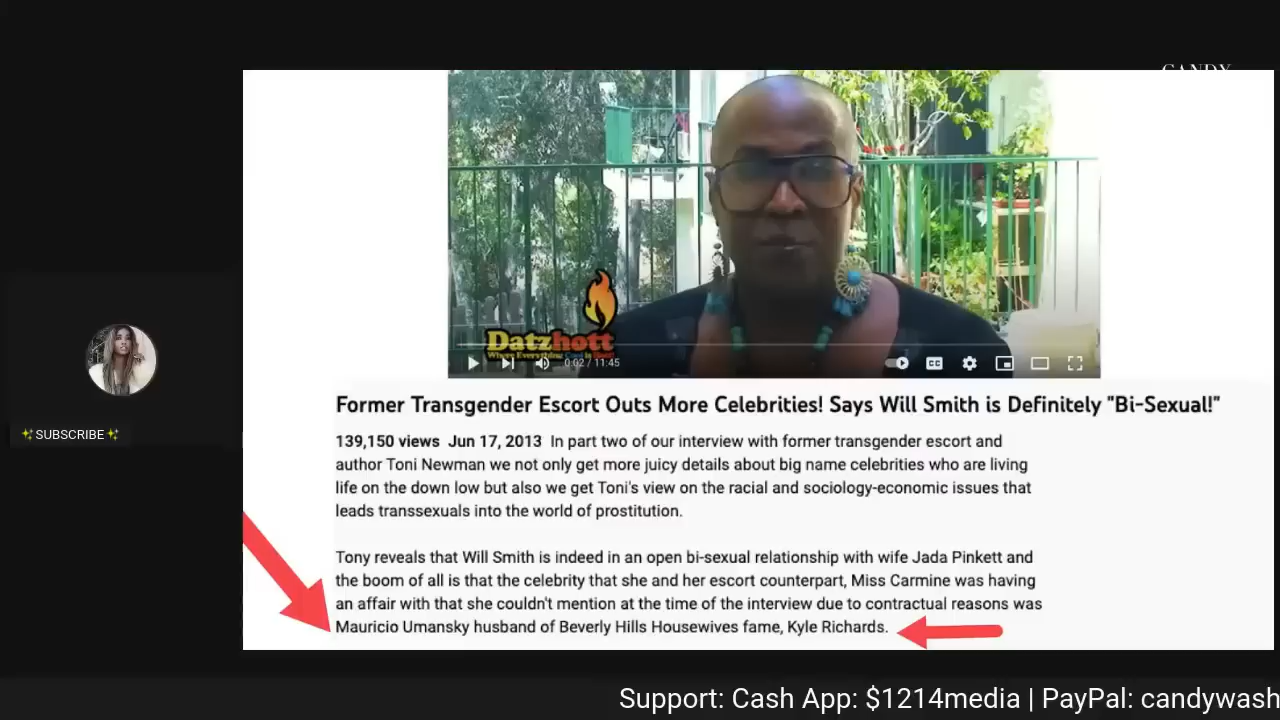 CANDY
Datzhott
Where Everything Cool is Hott!
0:02 / 11:45
Former Transgender Escort Outs More Celebrities! Says Will Smith is Definitely "Bi-Sexual!"
139,150 views Jun 17, 2013 In part two of our interview with former transgender escort and
author Toni Newman we not only get more juicy details about big name celebrities who are living
life on the down low but also we get Toni's view on the racial and sociology-economic issues that
leads transsexuals into the world of prostitution.
Tony reveals that Will Smith is indeed in an open bi-sexual relationship with wife Jada Pinkett and
the boom of all is that the celebrity that she and her escort counterpart, Miss Carmine was having
an affair with that she couldn't mention at the time of the interview due to contractual reasons was
Mauricio Umansky husband of Beverly Hills Housewives fame, Kyle Richards.
✨SUBSCRIBE✨
Support: Cash App: $1214media | PayPal: candywash